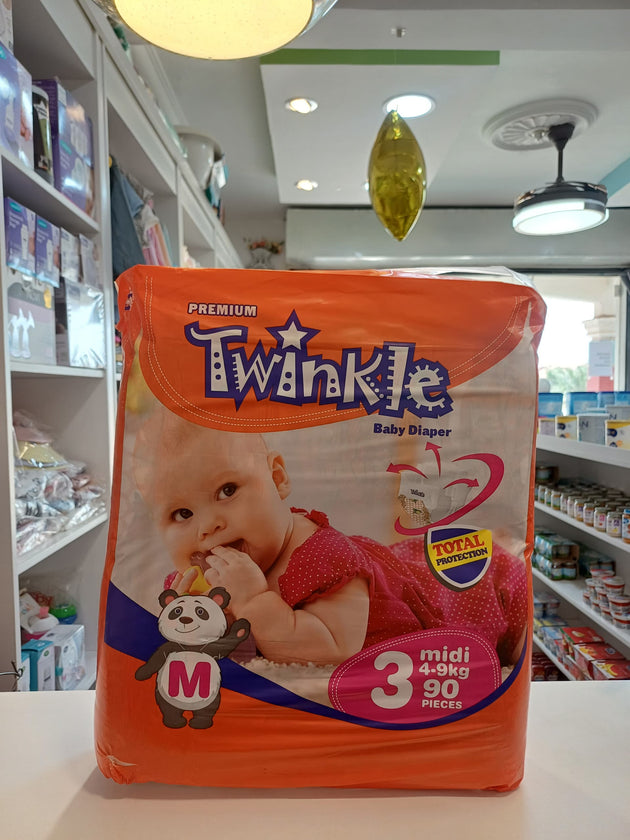 PREMIUM
Twinkle
Baby Diaper
TOTAL
PROTECTION
M
3
midi
4-9kg
90
PIECES